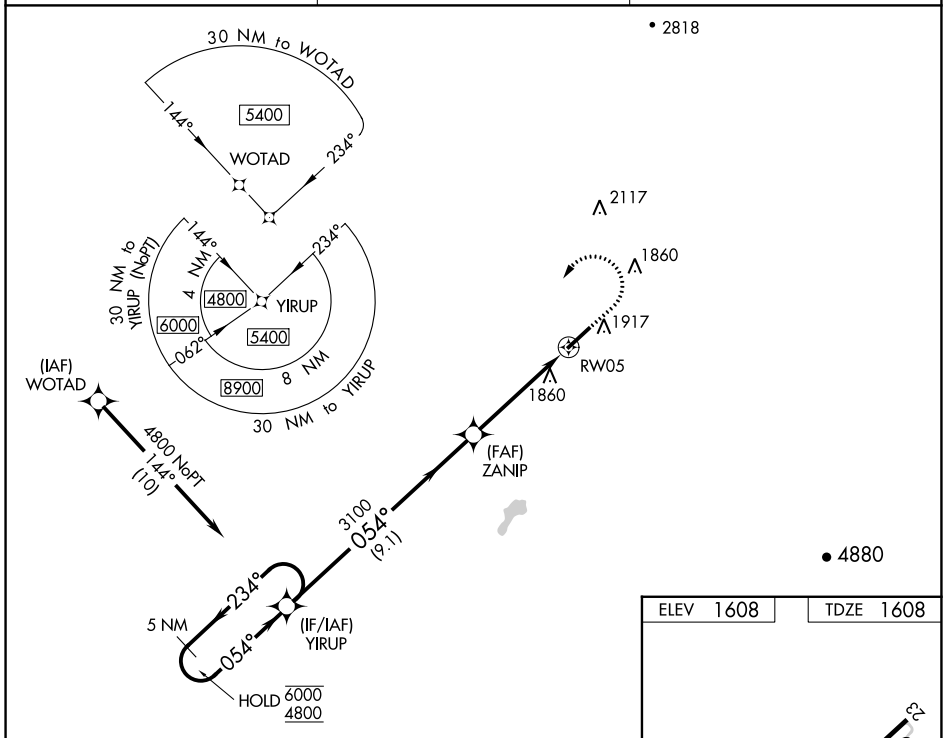 2818
30 NM to WOTAD
5400
144°
234°
WOTAD
2117
144°
234°
1860
30 NM to
YIRUP (NoPT)
4 NM
4800
YIRUP
6000
5400
1917
062°
8 NM
RW05
8900
1860
30 NM to YIRUP
(IAF)
WOTAD
4800 NoPT
144°
(10)
(FAF)
ZANIP
3100
054°
(9.1)
4880
234°
ELEV 1608
TDZE 1608
5 NM
(IF/IAF)
YIRUP
054°
HOLD 6000
4800
23